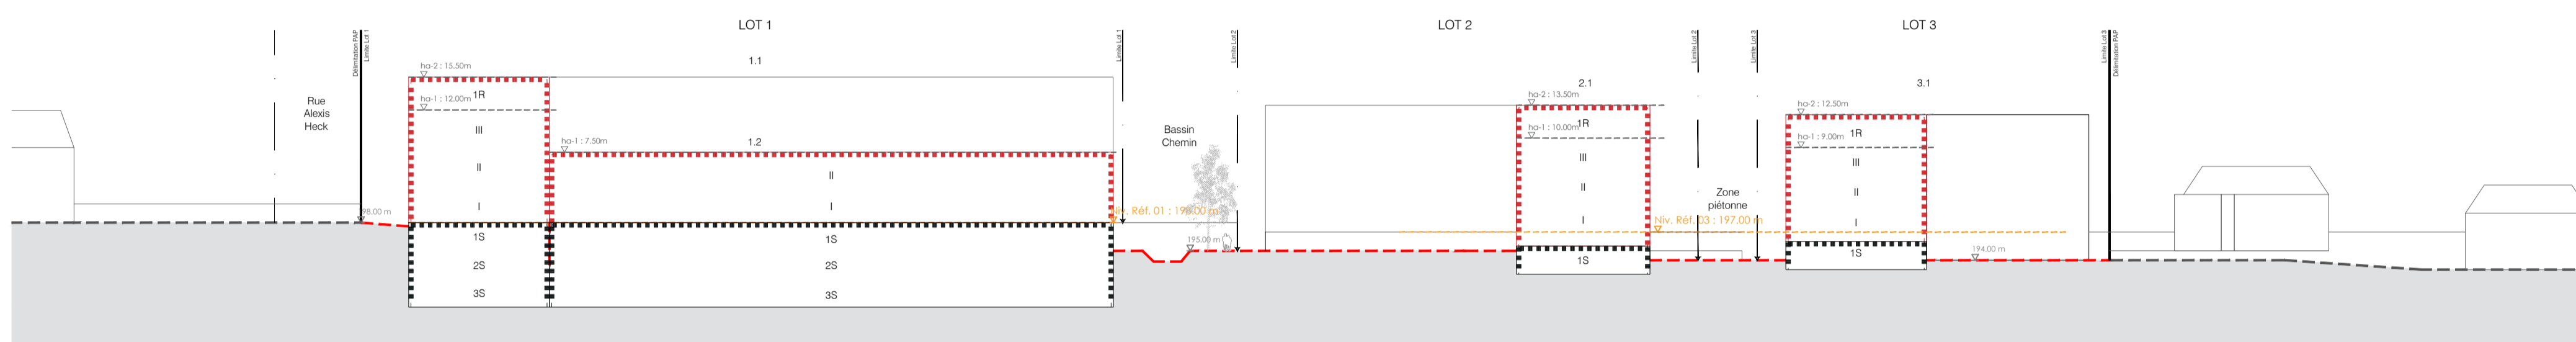 LOT 1
LOT 2
LOT 3
Délimitation PAP
Limite Lot 1
Limite Lot 1
Limite Lot 2
Limite Lot 2
Limite Lot 3
Limite Lot 3
Délimitation PAP
1.1
ha-2 : 15.50m
1R
ha-1 : 12.00m
III
II
I
1S
2S
3S
Rue
Alexis
Heck
98.00 m
1.2
ha-1 : 7.50m
II
I
1S
2S
3S
Bassin
Chemin
Niv. Réf. 01 : 198.00 m
195.00 m
2.1
ha-2 : 13.50m
1R
ha-1 : 10.00m
III
II
I
1S
Zone
piétonne
Niv. Réf. 03 : 197.00 m
3.1
ha-2 : 12.50m
1R
ha-1 : 9.00m
III
II
I
1S
194.00 m